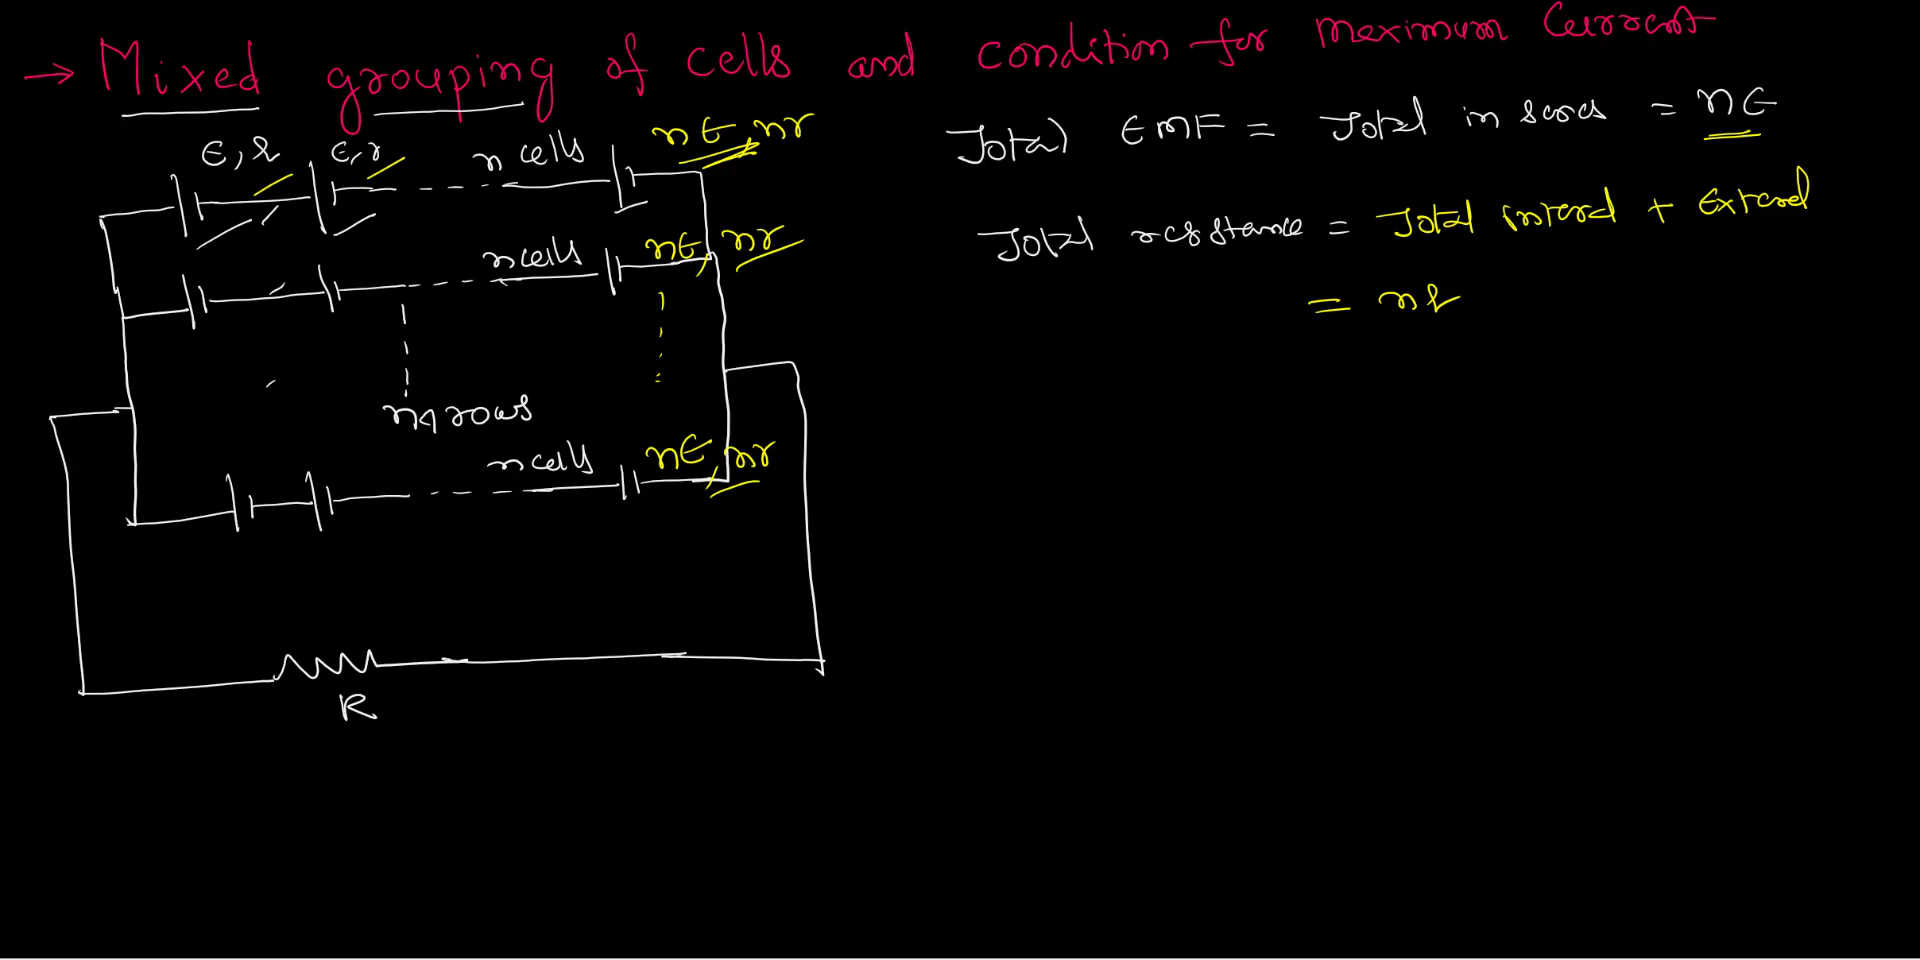 → Mixed grouping of cells and condition for maximum current
ε, r ε, r n cells nε, nr
n cells nε, nr
rows
n cells nε, nr
R
Total EMF = Total in series = nε
Total resistance = Total internal + External
= nr